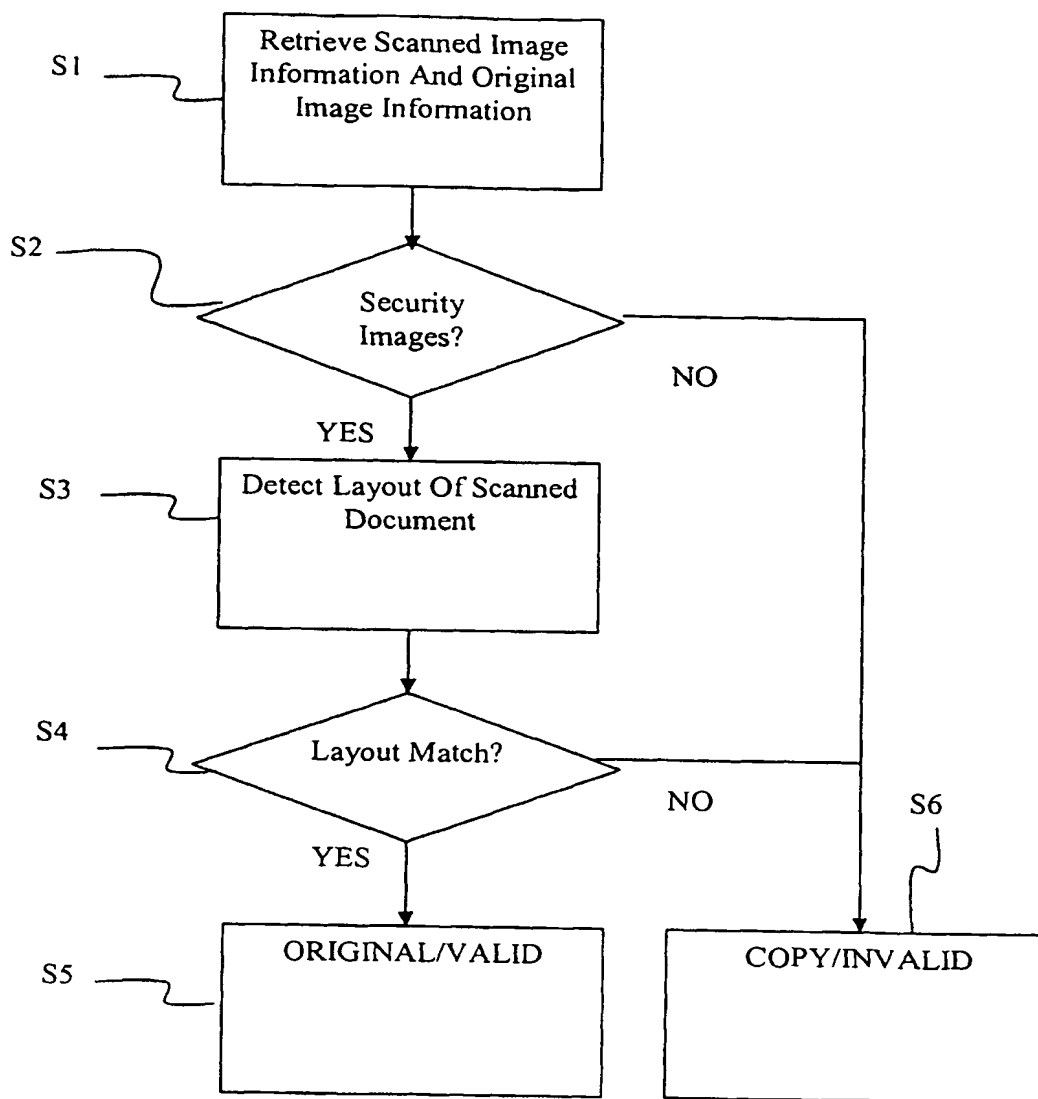 S1
Retrieve Scanned Image
Information And Original
Image Information
S2
Security
Images?
NO
YES
S3
Detect Layout Of Scanned
Document
S4
Layout Match?
NO
S6
YES
S5
ORIGINAL/VALID
COPY/INVALID